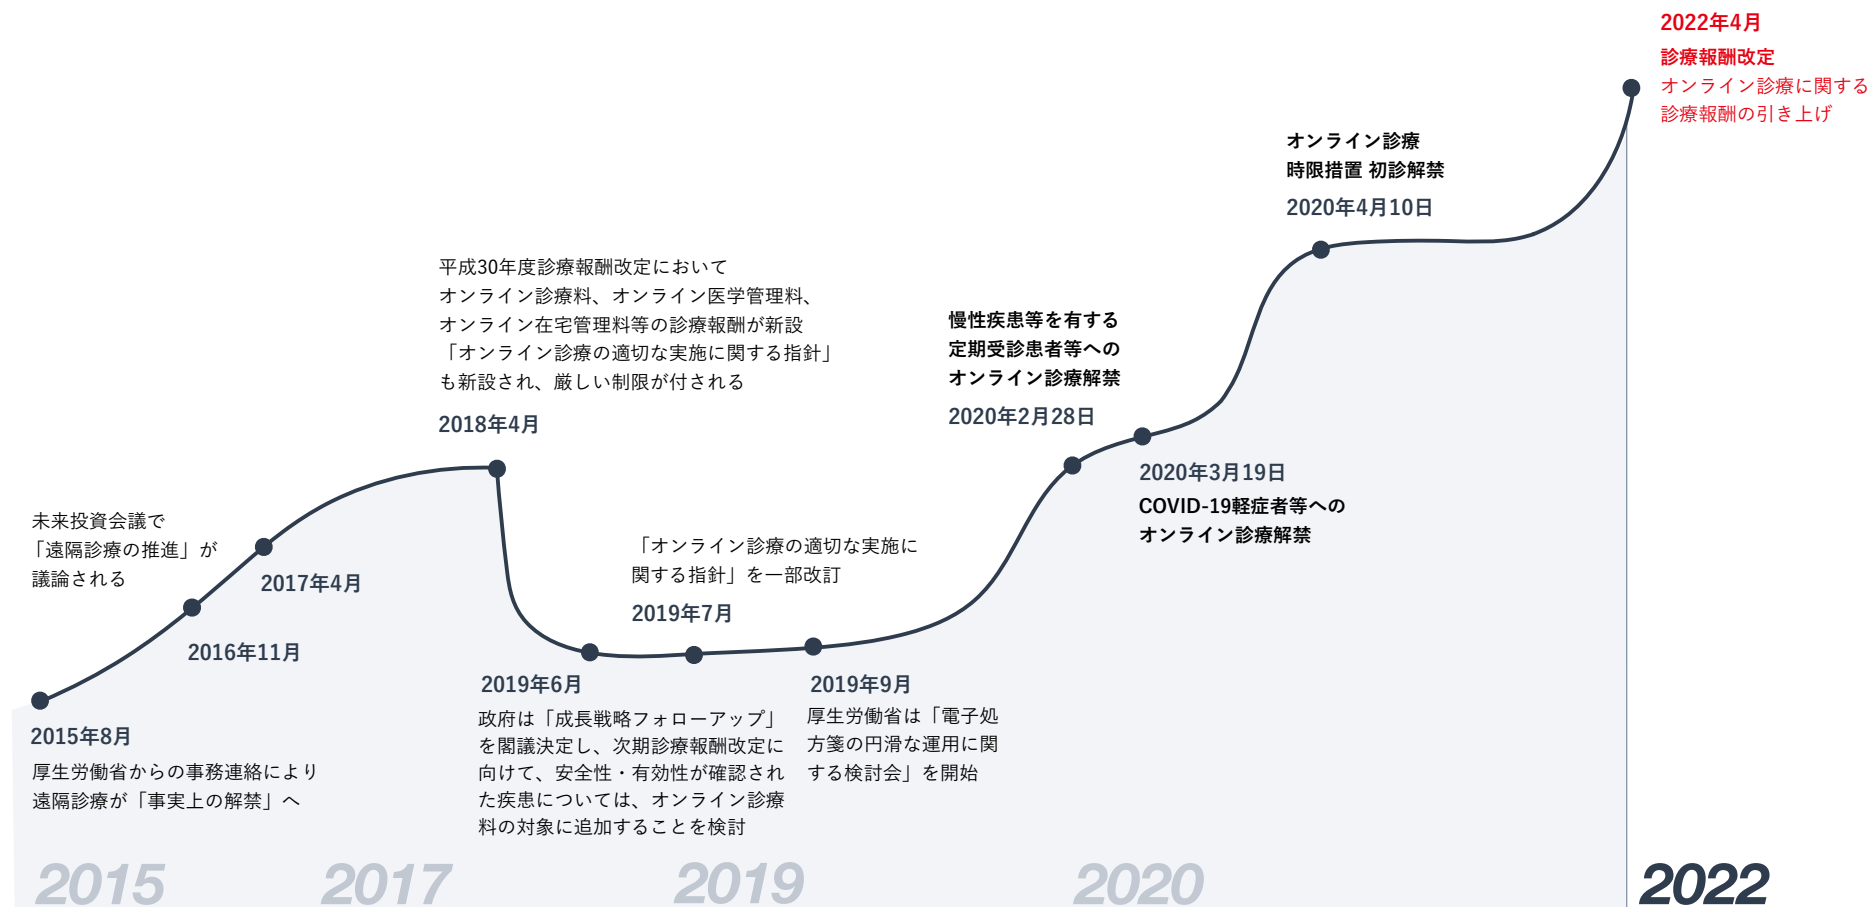 2022年4月
診療報酬改定
オンライン診療に関する
診療報酬の引き上げ
オンライン診療
時限措置 初診解禁
2020年4月10日
平成30年度診療報酬改定において
オンライン診療料、オンライン医学管理料、
オンライン在宅管理料等の診療報酬が新設
「オンライン診療の適切な実施に関する指針」
も新設され、厳しい制限が付される
2018年4月
慢性疾患等を有する
定期受診患者等への
オンライン診療解禁
2020年2月28日
2020年3月19日
COVID-19軽症者等への
オンライン診療解禁
未来投資会議で
「遠隔診療の推進」が
議論される
2017年4月
2016年11月
「オンライン診療の適切な実施に
関する指針」を一部改訂
2019年7月
2015年8月
厚生労働省からの事務連絡により
遠隔診療が「事実上の解禁」へ
2019年6月
政府は「成長戦略フォローアップ」
を閣議決定し、次期診療報酬改定に
向けて、安全性・有効性が確認され
た疾患については、オンライン診療
料の対象に追加することを検討
2019年9月
厚生労働省は「電子処
方箋の円滑な運用に関
する検討会」を開始
2015
2017
2019
2020
2022